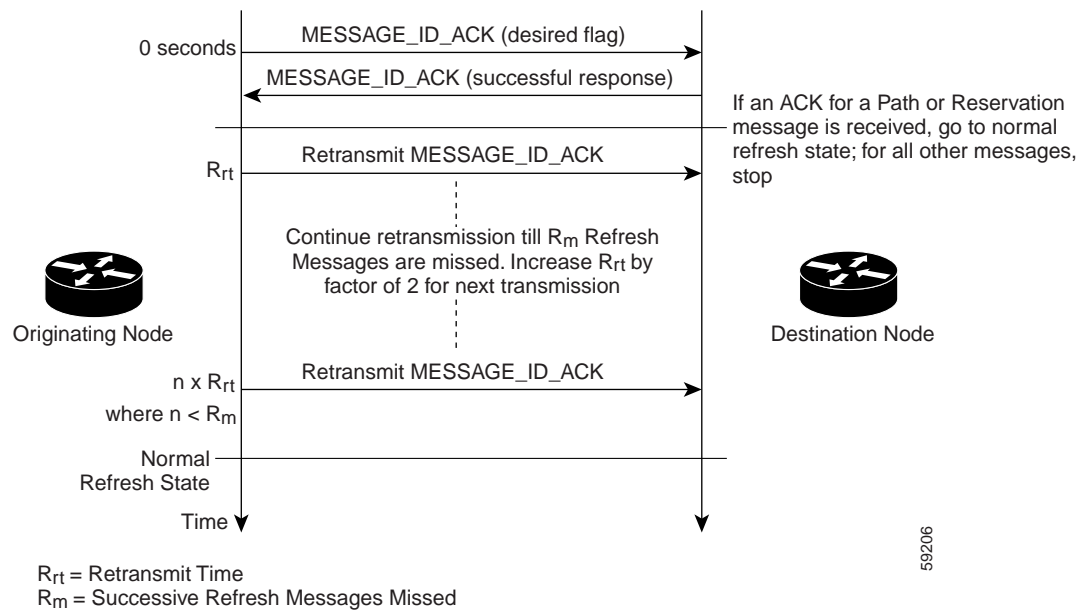 0 seconds
MESSAGE_ID_ACK (desired flag)
MESSAGE_ID_ACK (successful response)
If an ACK for a Path or Reservation
message is received, go to normal
refresh state; for all other messages,
stop
Rrt
Retransmit MESSAGE_ID_ACK
Continue retransmission till Rm Refresh
Messages are missed. Increase Rrt by
factor of 2 for next transmission
Originating Node
Destination Node
n x Rrt
where n < Rm
Retransmit MESSAGE_ID_ACK
Normal
Refresh State
Time
59206
Rrt = Retransmit Time
Rm = Successive Refresh Messages Missed